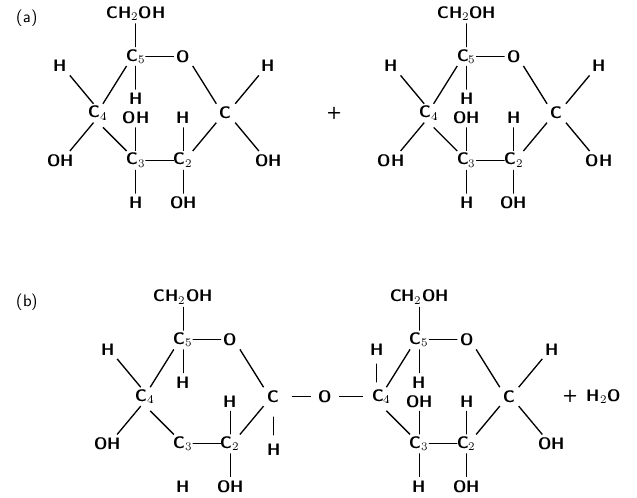 (a)
CH₂OH CH₂OH
H C₅ O H H C₅ O H
H H
C₄ OH H C + C₄ OH H C
OH C₃ C₂ OH OH C₃ C₂ OH
H OH H OH
(b)
CH₂OH CH₂OH
H C₅ O H C₅ O H
H H
C₄ H C O C₄ OH H C + H₂O
OH C₃ C₂ H C₃ C₂ OH
H OH H OH